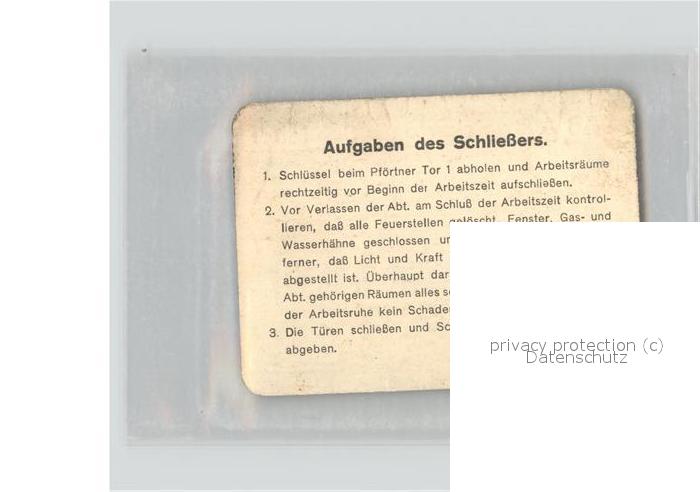 Aufgaben des Schließers.
1. Schlüssel beim Pförtner Tor 1 abholen und Arbeitsräume
rechtzeitig vor Beginn der Arbeitszeit aufschließen.
2. Vor Verlassen der Abt. am Schluß der Arbeitszeit kontrol-
lieren, daß alle Feuerstellen gelöscht, Fenster, Gas- und
Wasserhähne geschlossen
ferner, daß Licht und Kraft
abgestellt ist. Überhaupt
Abt. gehörigen Räumen alles
der Arbeitsruhe kein
3. Die Türen schließen und
abgeben.
privacy protection (c)
Datenschutz